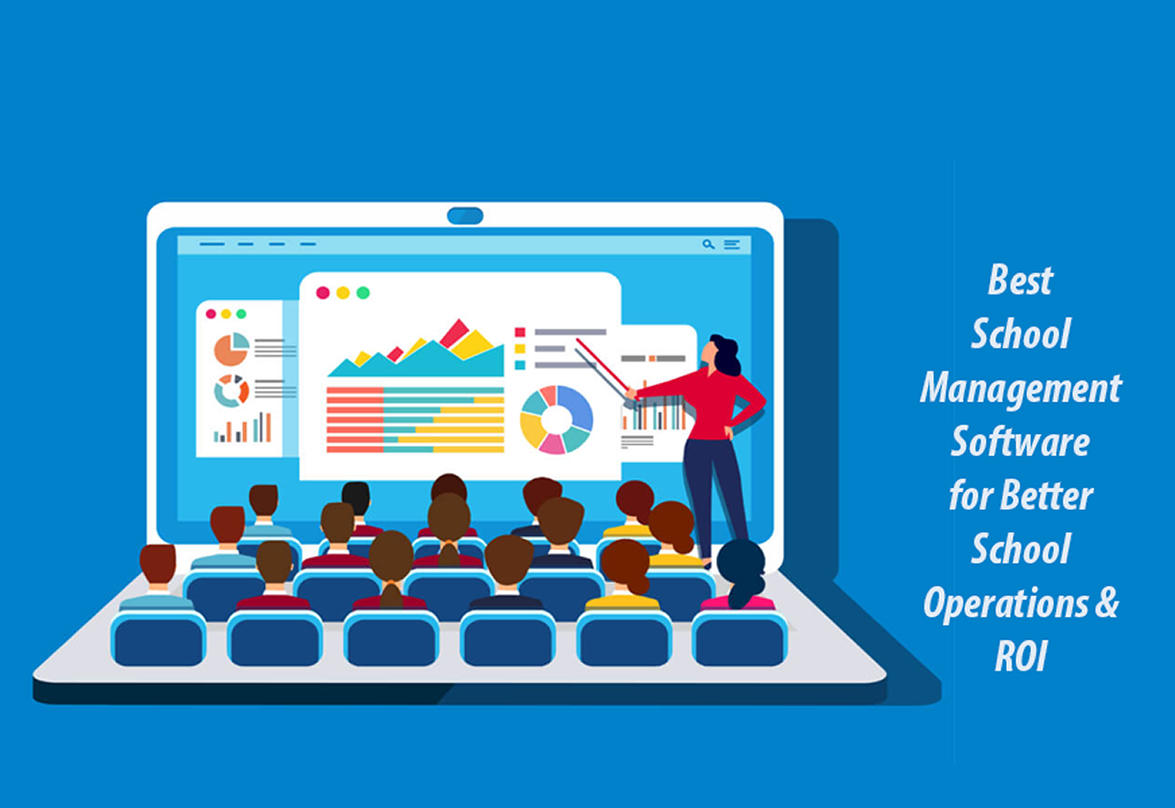 Best
School
Management
Software
for Better
School
Operations &
ROI